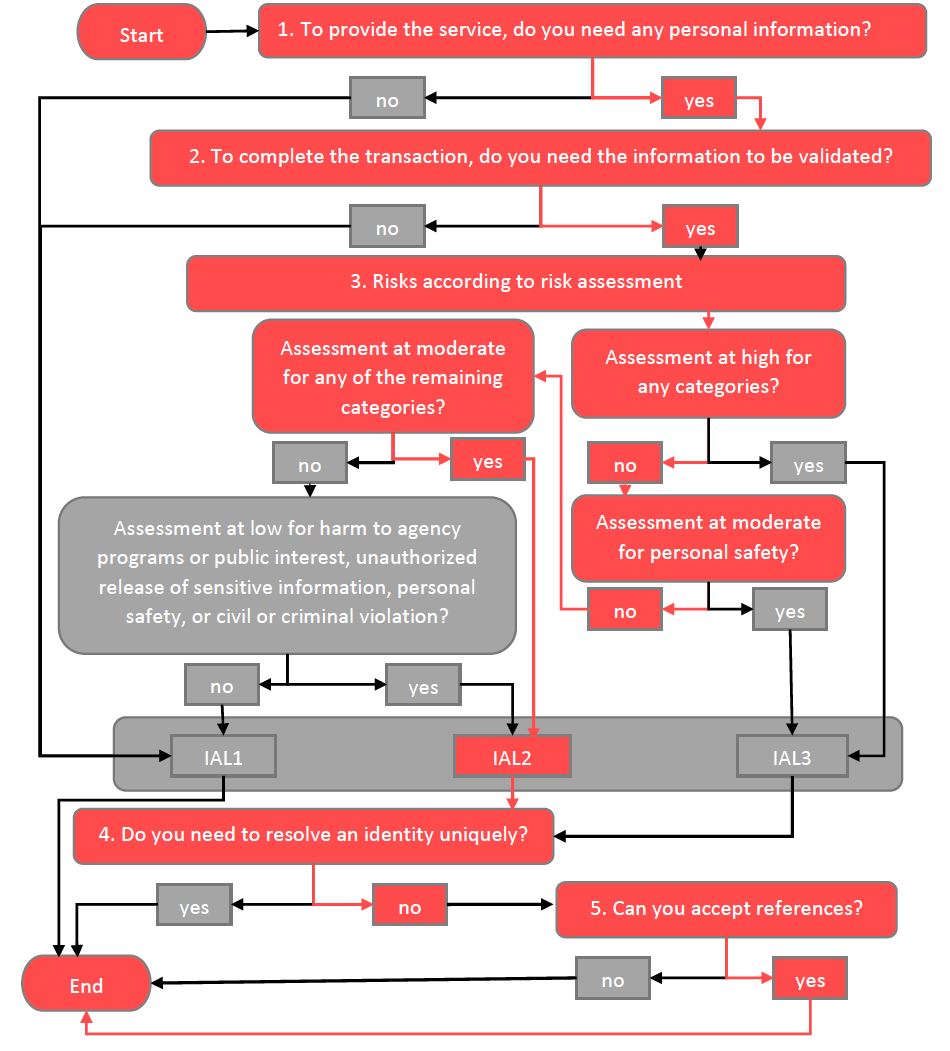 Start
1. To provide the service, do you need any personal information?
no
yes
2. To complete the transaction, do you need the information to be validated?
no
yes
3. Risks according to risk assessment
Assessment at moderate
for any of the remaining
categories?
Assessment at high for
any categories?
no
yes
no
yes
Assessment at low for harm to agency
programs or public interest, unauthorized
release of sensitive information, personal
safety, or civil or criminal violation?
Assessment at moderate
for personal safety?
no
yes
no
yes
IAL1
IAL2
IAL3
4. Do you need to resolve an identity uniquely?
yes
no
5. Can you accept references?
no
yes
End